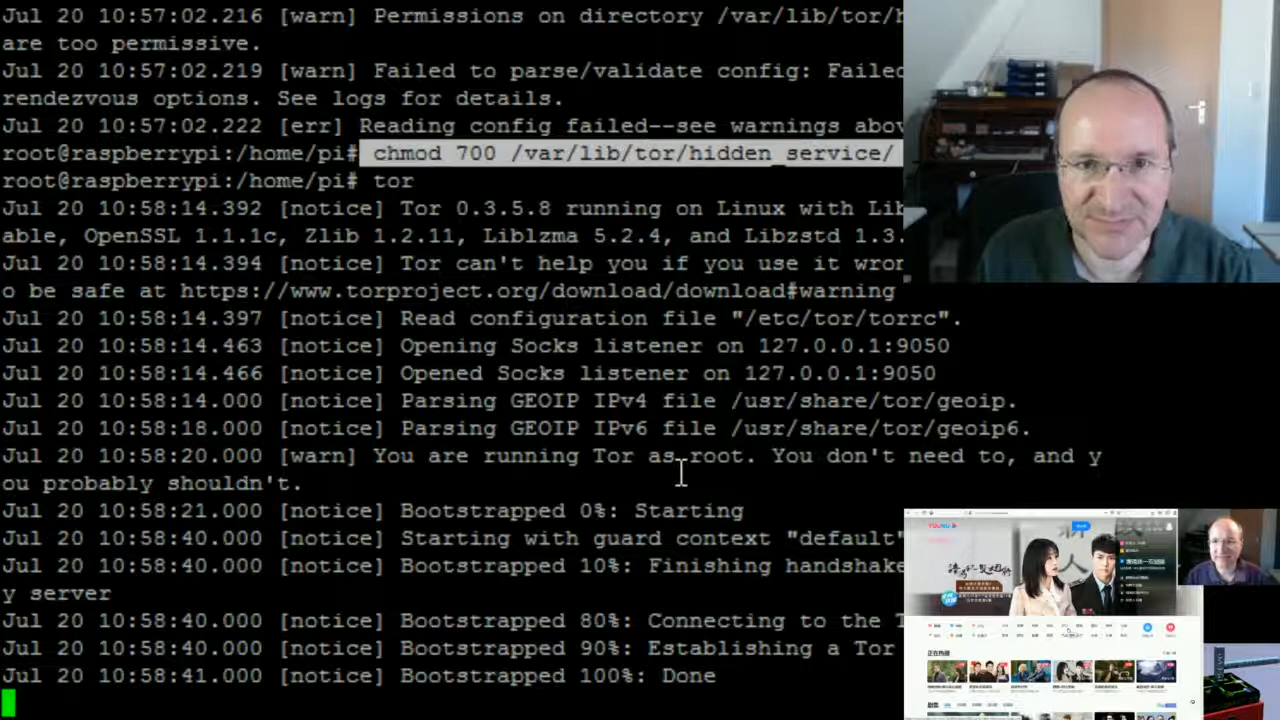 Jul 20 10:57:02.216 [warn] Permissions on directory /var/lib/tor/h
are too permissive.
Jul 20 10:57:02.219 [warn] Failed to parse/validate config: Failed
rendezvous options. See logs for details.
Jul 20 10:57:02.222 [err] Reading config failed--see warnings abov
root@raspberrypi:/home/pi# chmod 700 /var/lib/tor/hidden_service/
root@raspberrypi:/home/pi# tor
Jul 20 10:58:14.392 [notice] Tor 0.3.5.8 running on Linux with Lib
able, OpenSSL 1.1.1c, Zlib 1.2.11, Liblzma 5.2.4, and Libzstd 1.3.
Jul 20 10:58:14.394 [notice] Tor can't help you if you use it wron
o be safe at https://www.torproject.org/download/download#warning
Jul 20 10:58:14.397 [notice] Read configuration file "/etc/tor/torrc".
Jul 20 10:58:14.463 [notice] Opening Socks listener on 127.0.0.1:9050
Jul 20 10:58:14.466 [notice] Opened Socks listener on 127.0.0.1:9050
Jul 20 10:58:14.000 [notice] Parsing GEOIP IPv4 file /usr/share/tor/geoip.
Jul 20 10:58:18.000 [notice] Parsing GEOIP IPv6 file /usr/share/tor/geoip6.
Jul 20 10:58:20.000 [warn] You are running Tor as root. You don't need to, and y
ou probably shouldn't.
Jul 20 10:58:21.000 [notice] Bootstrapped 0%: Starting
Jul 20 10:58:40.000 [notice] Starting with guard context "default"
Jul 20 10:58:40.000 [notice] Bootstrapped 10%: Finishing handshake
y server
Jul 20 10:58:40.000 [notice] Bootstrapped 80%: Connecting to the T
Jul 20 10:58:40.000 [notice] Bootstrapped 90%: Establishing a Tor
Jul 20 10:58:41.000 [notice] Bootstrapped 100%: Done
YOUKU
正在热播